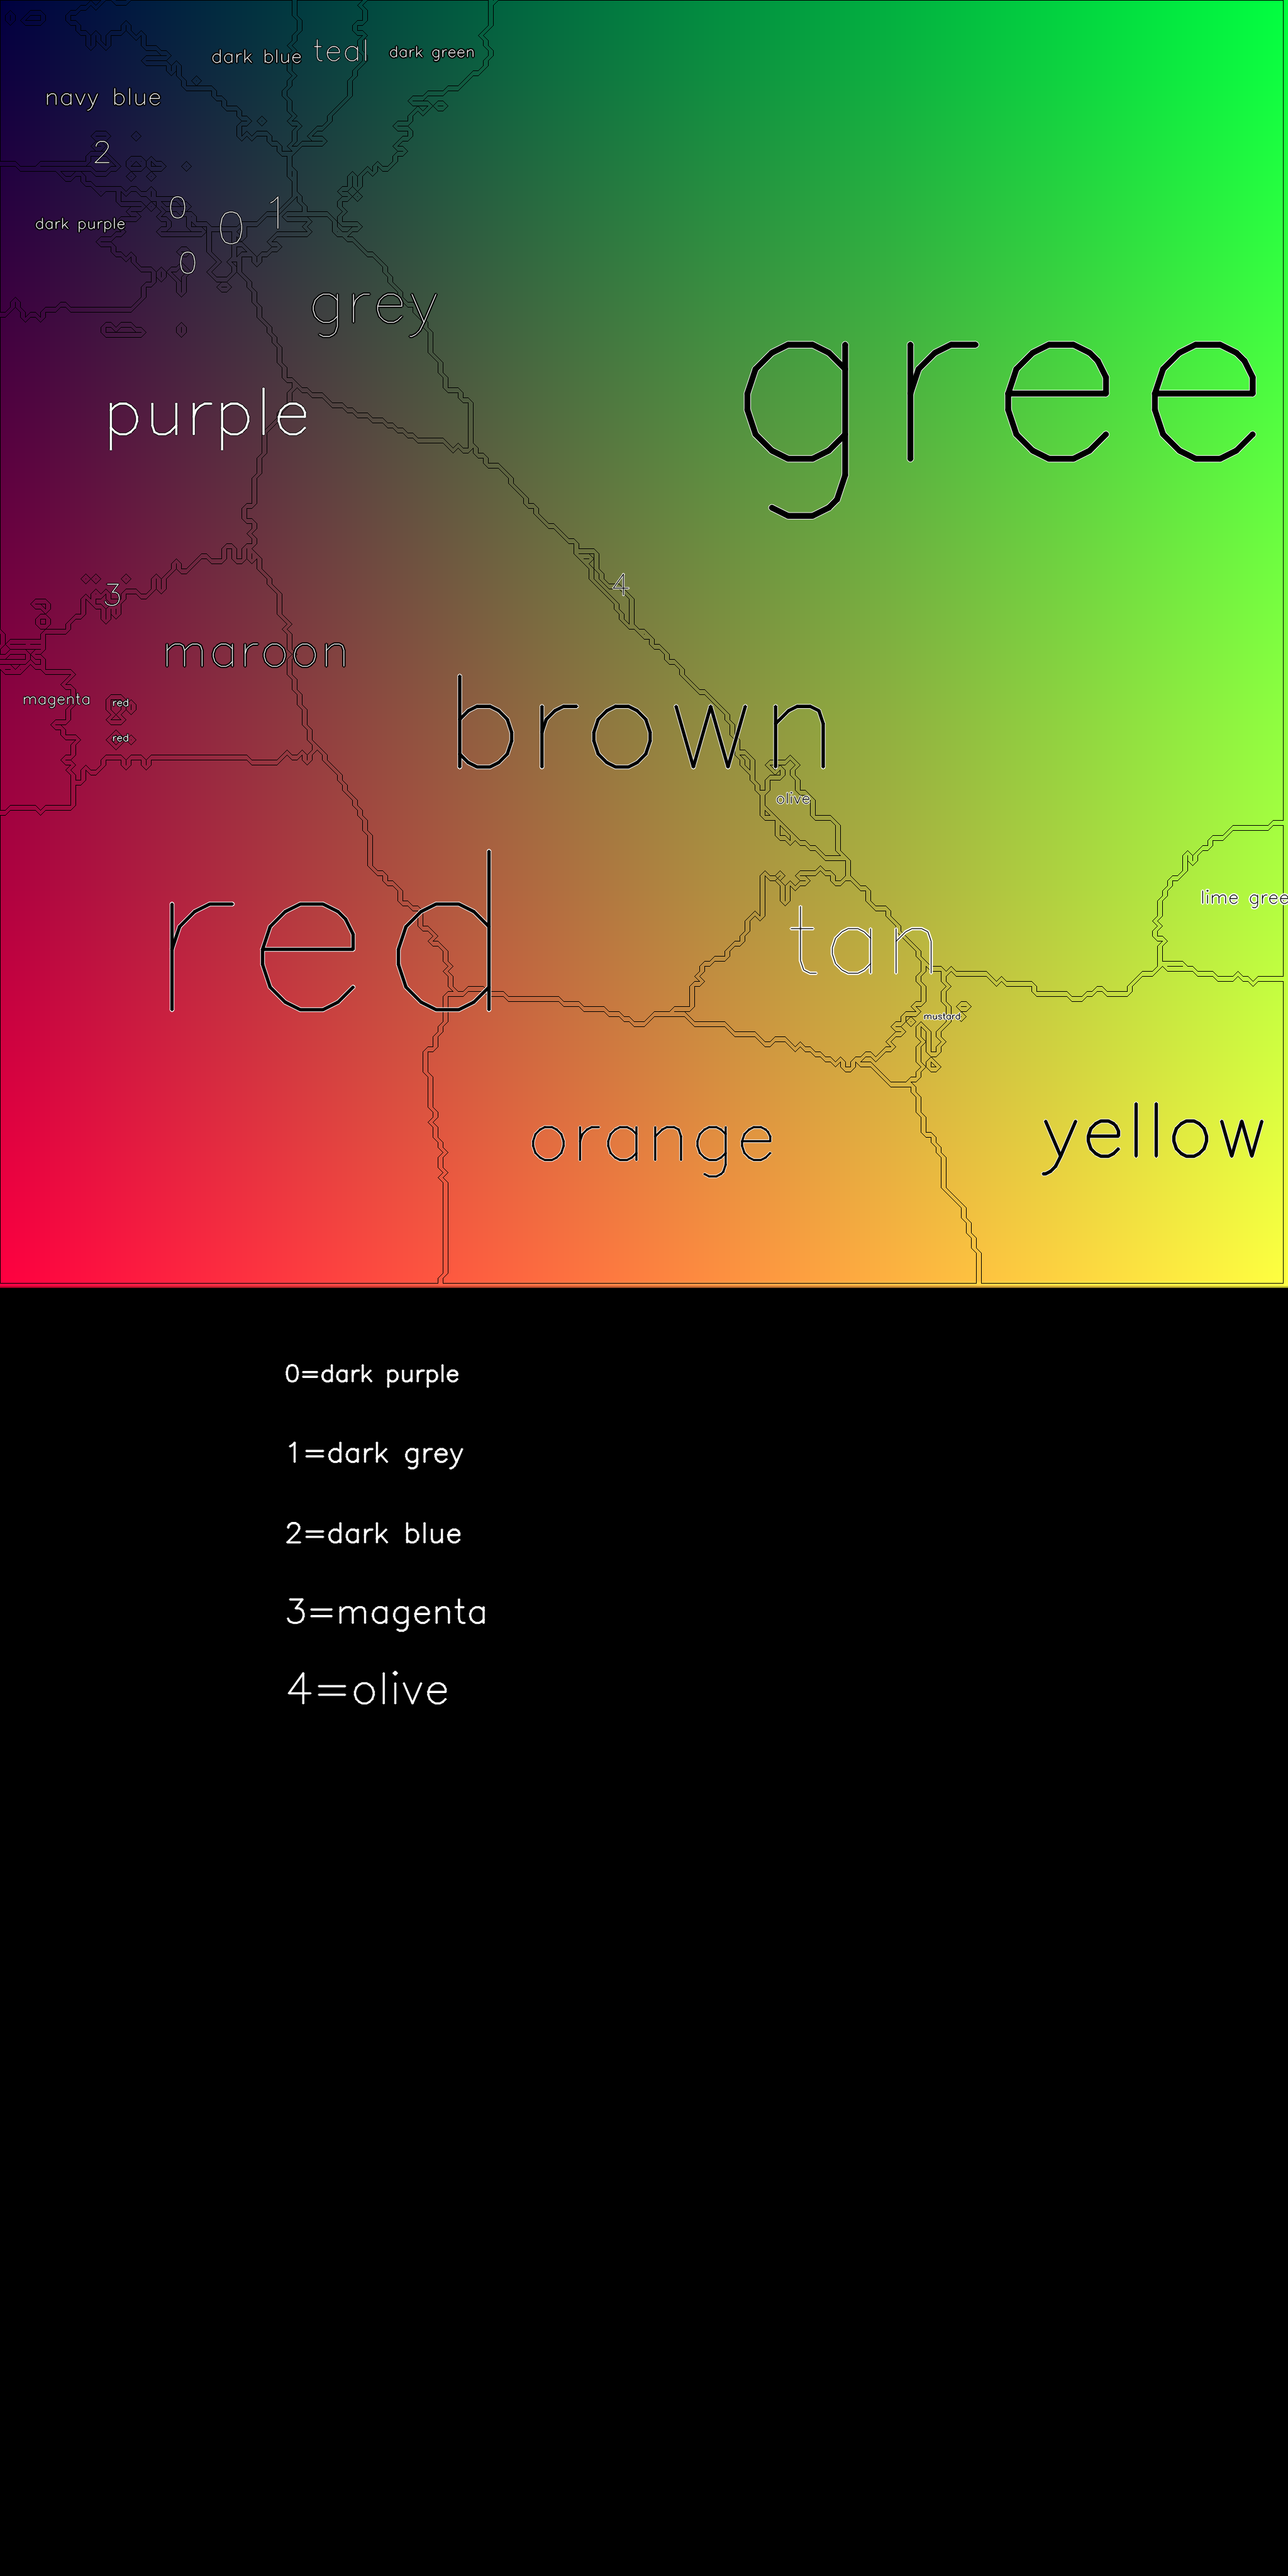 dark blue teal dark green
navy blue
2
0 0 1
dark purple
0
grey
gree
purple
4
3
maroon
magenta red
brown
red
olive
lime gree
red tan
mustard
orange yellow
0=dark purple
1=dark grey
2=dark blue
3=magenta
4=olive